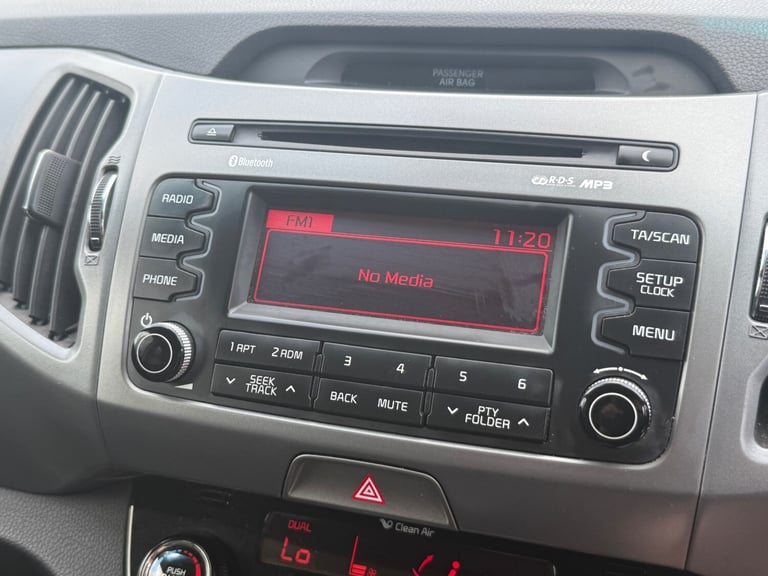 PASSENGER
AIR BAG
Bluetooth
R·D·S MP3
RADIO
MEDIA
PHONE
FM1
11:20
No Media
TA/SCAN
SETUP
CLOCK
MENU
1 RPT 2 RDM
3 4
5 6
SEEK
TRACK
BACK MUTE
PTY
FOLDER
DUAL
Clean Air
Lo
PUSH